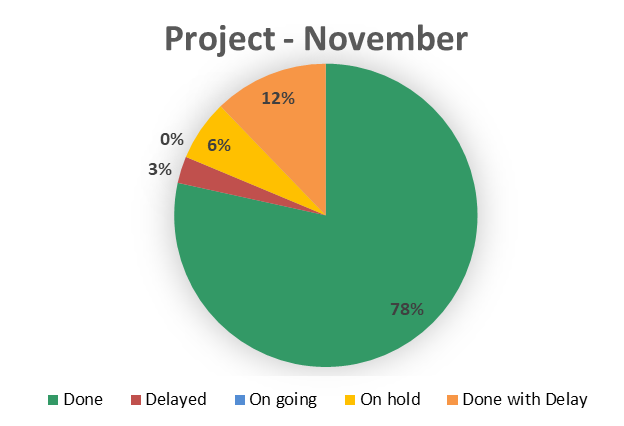 Project - November
12%
0%
6%
3%
78%
Done Delayed On going On hold Done with Delay